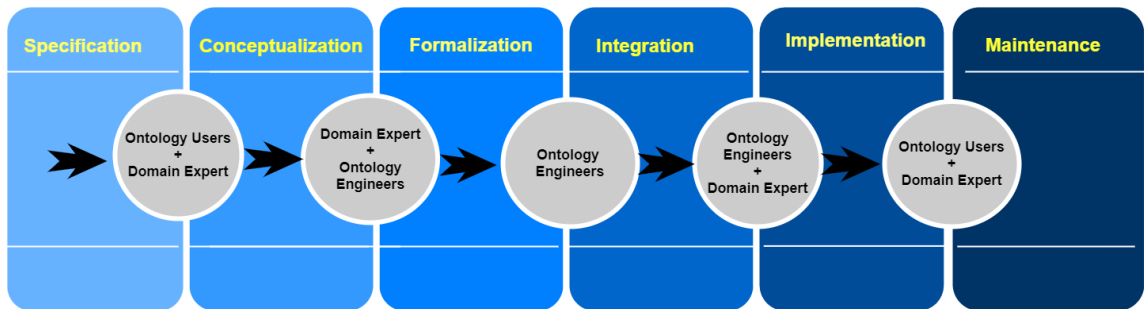 Specification
Conceptualization
Formalization
Integration
Implementation
Maintenance
Ontology Users
+
Domain Expert
Domain Expert
+
Ontology
Engineers
Ontology
Engineers
Ontology
Engineers
+
Domain Expert
Ontology Users
+
Domain Expert